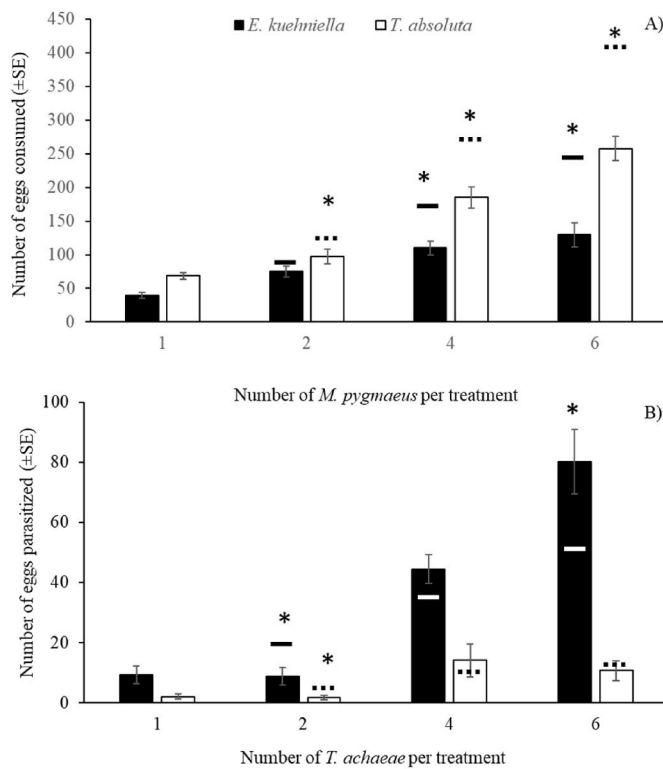 A)
E. kuehniella T. absoluta
Number of eggs consumed (±SE)
450
400
350
300
250
200
150
100
50
0
* * * * *
1 2 4 6
Number of M. pygmaeus per treatment
B)
Number of eggs parasitized (±SE)
100
80
60
40
20
0
* * *
1 2 4 6
Number of T. achaeae per treatment